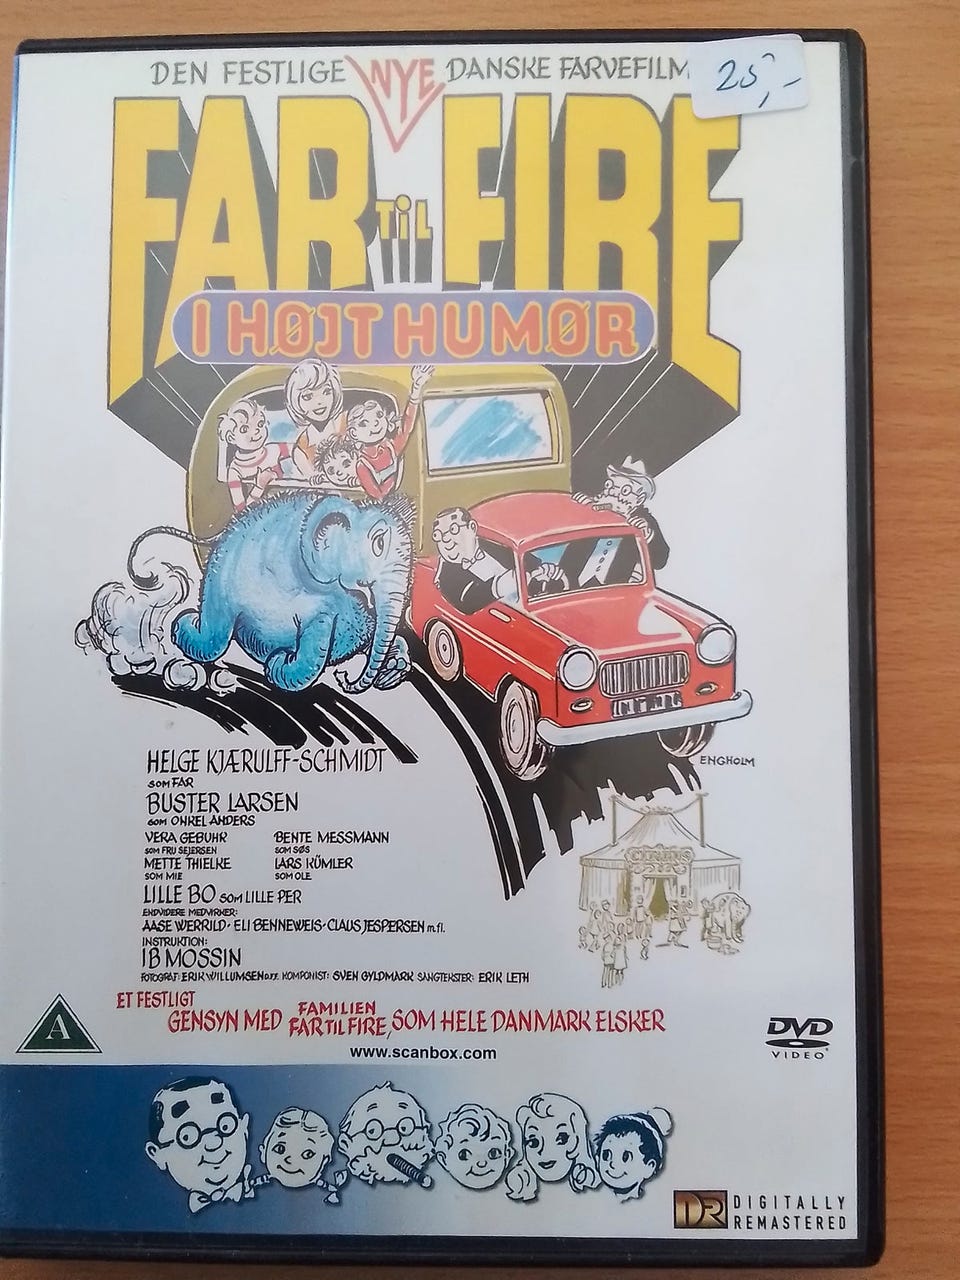 DEN FESTLIGE NYE DANSKE FARVEFILM
25,-
FAR TIL FIRE
I HØJT HUMØR
ENGHOLM
HELGE KJÆRULFF-SCHMIDT
SOM FAR
BUSTER LARSEN
SOM ONKEL ANDERS
VERA GEBUHR BENTE MESSMANN
SOM FRU SEJERSEN SOM SØS
METTE THIELKE LARS KÜMLER
SOM MIE SOM OLE
LILLE BO SOM LILLE PER
ENDVIDERE MEDVIRKER:
AASE WERRILD · ELI BENNEWEIS · CLAUS JESPERSEN m.fl.
INSTRUKTION:
IB MOSSIN
FOTOGRAF: ERIK WILLUMSEN D.F.F. KOMPONIST: SVEN GYLDMARK SANGTEKSTER: ERIK LETH
CIRKUS
ET FESTLIGT
GENSYN MED FAMILIEN FAR TIL FIRE, SOM HELE DANMARK ELSKER
www.scanbox.com
A
DVD
VIDEO
DR DIGITALLY
REMASTERED